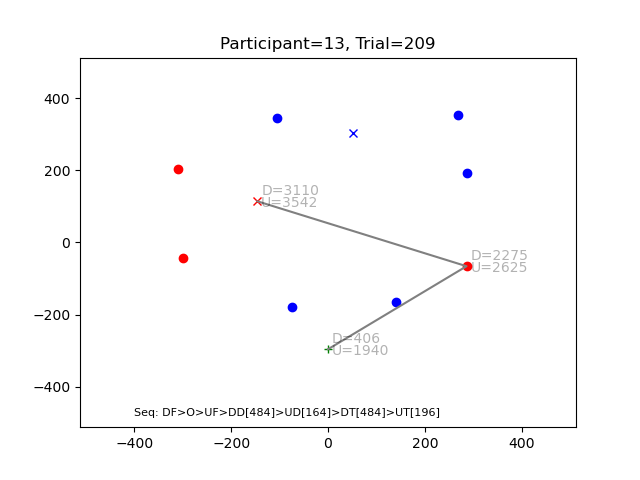 Participant=13, Trial=209
400
200
0
−200
−400
D=3110
U=3542
D=2275
U=2625
D=406
U=1940
Seq: DF>O>UF>DD[484]>UD[164]>DT[484]>UT[196]
−400 −200 0 200 400